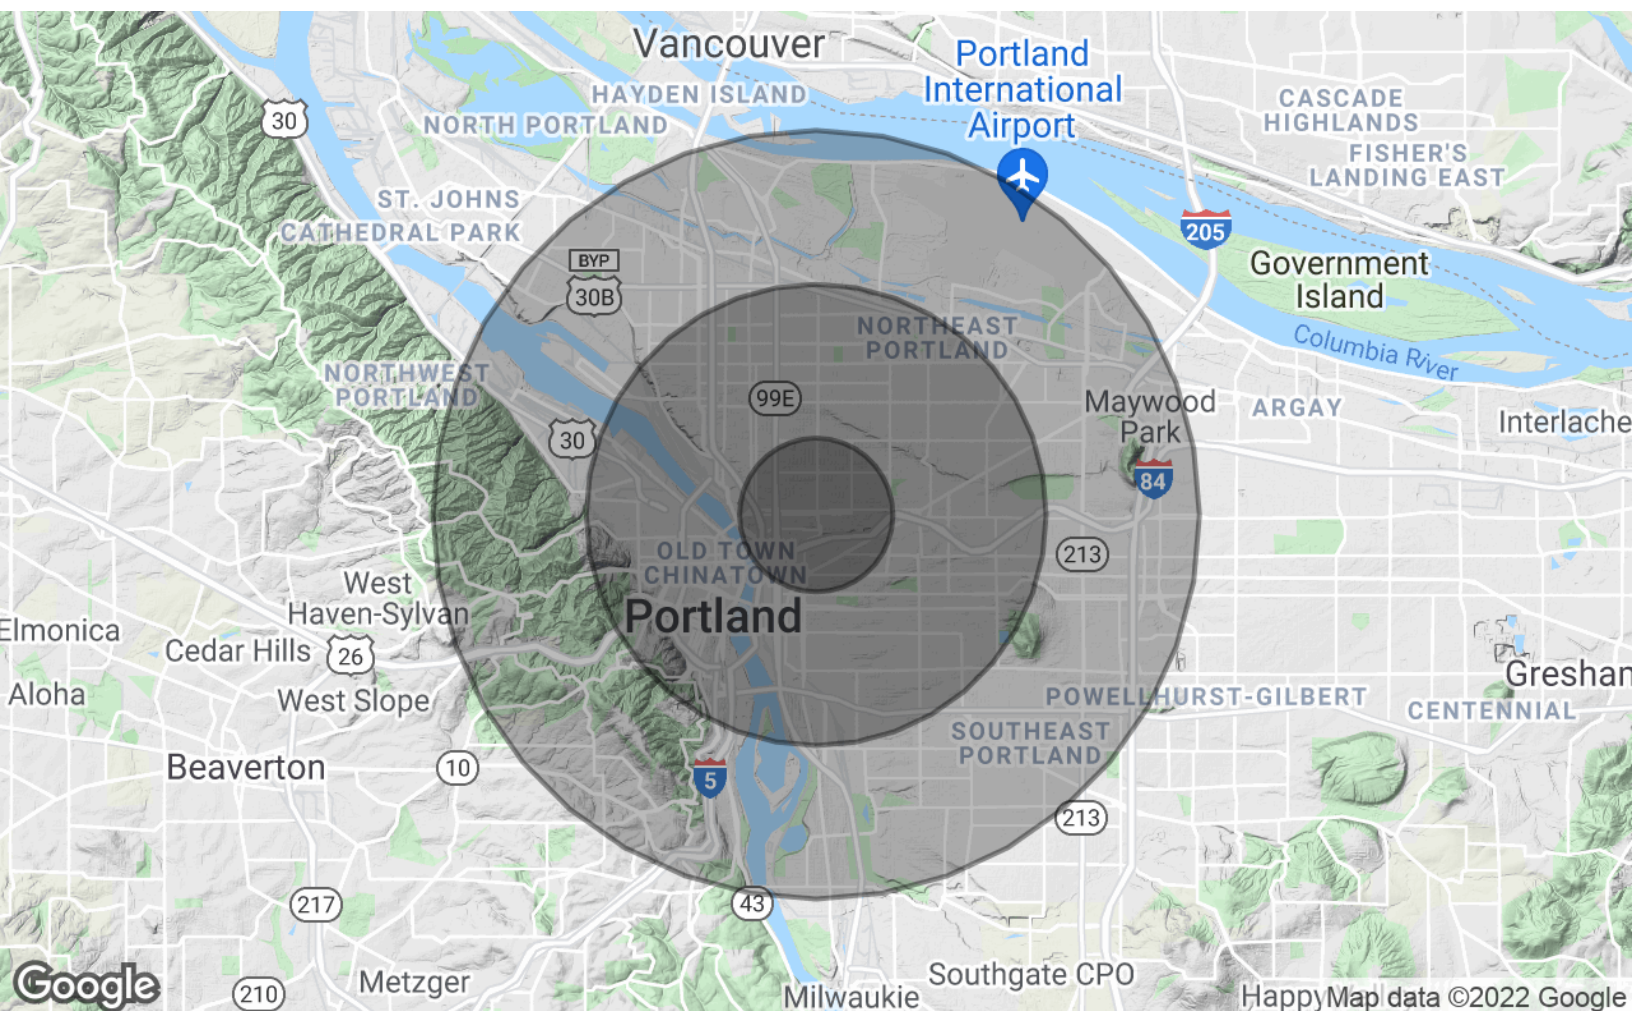 Vancouver
Portland
International
Airport
HAYDEN ISLAND
CASCADE
HIGHLANDS
30
NORTH PORTLAND
FISHER'S
LANDING EAST
ST. JOHNS
CATHEDRAL PARK
205
BYP
30B
Government
Island
NORTHEAST
PORTLAND
Columbia River
NORTHWEST
PORTLAND
99E
Maywood
Park
ARGAY
Interlache
30
84
OLD TOWN
CHINATOWN
213
West
Haven-Sylvan
Portland
Elmonica
Cedar Hills
26
Gresham
Aloha
West Slope
POWELLHURST-GILBERT
CENTENNIAL
SOUTHEAST
PORTLAND
Beaverton
10
5
213
217
43
Google
210
Metzger
Southgate CPO
Milwaukie
Map data ©2022 Google